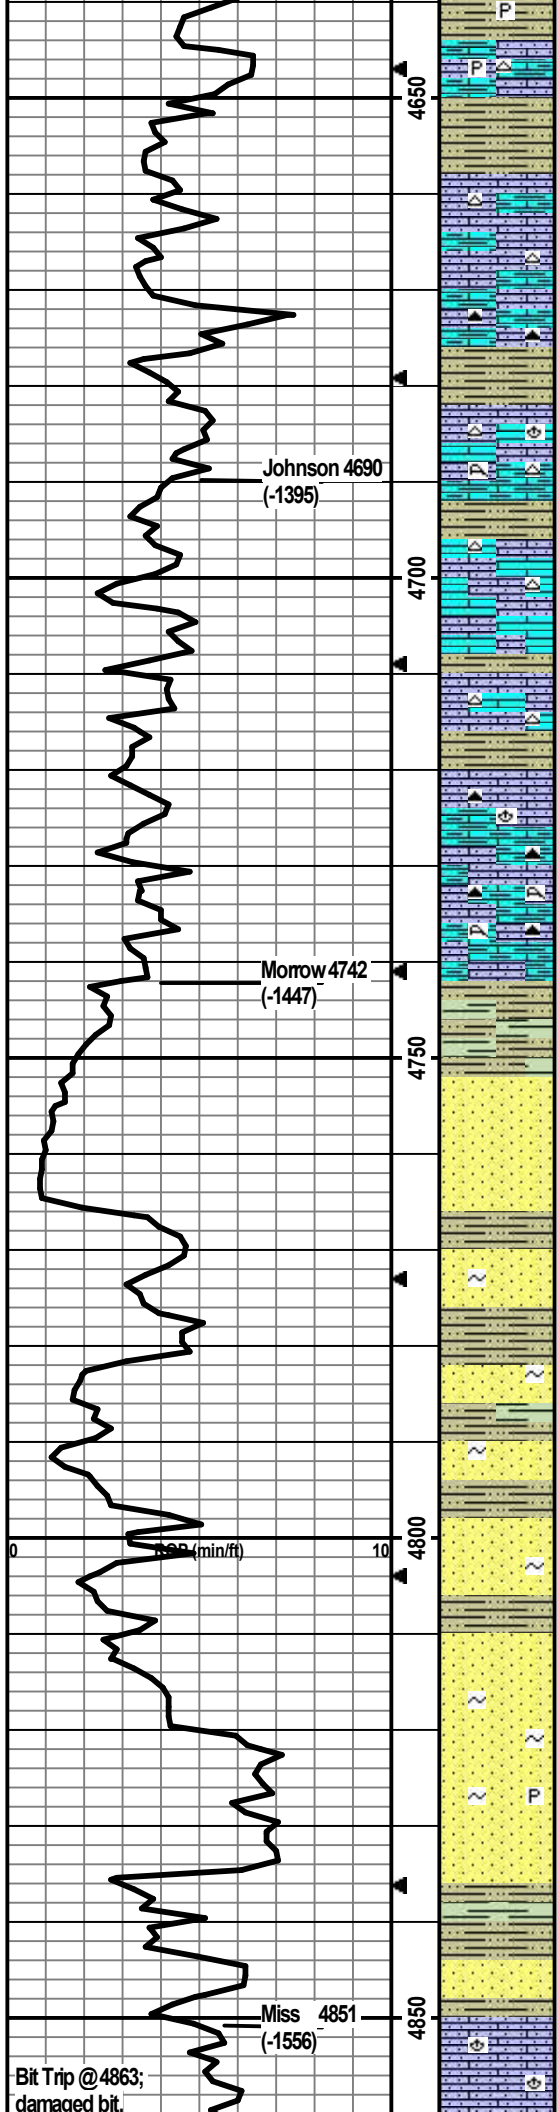 P
P
4650
Johnson 4690
(-1395)
4700
Morrow 4742
(-1447)
4750
4800
0 ROP (min/ft) 10
P
4850
Miss 4851
(-1556)
Bit Trip @4863;
damaged bit.